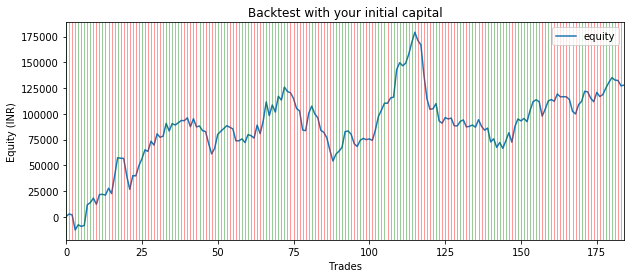 Backtest with your initial capital
equity
175000
150000
125000
100000
75000
50000
25000
0
Equity (INR)
0 25 50 75 100 125 150 175
Trades